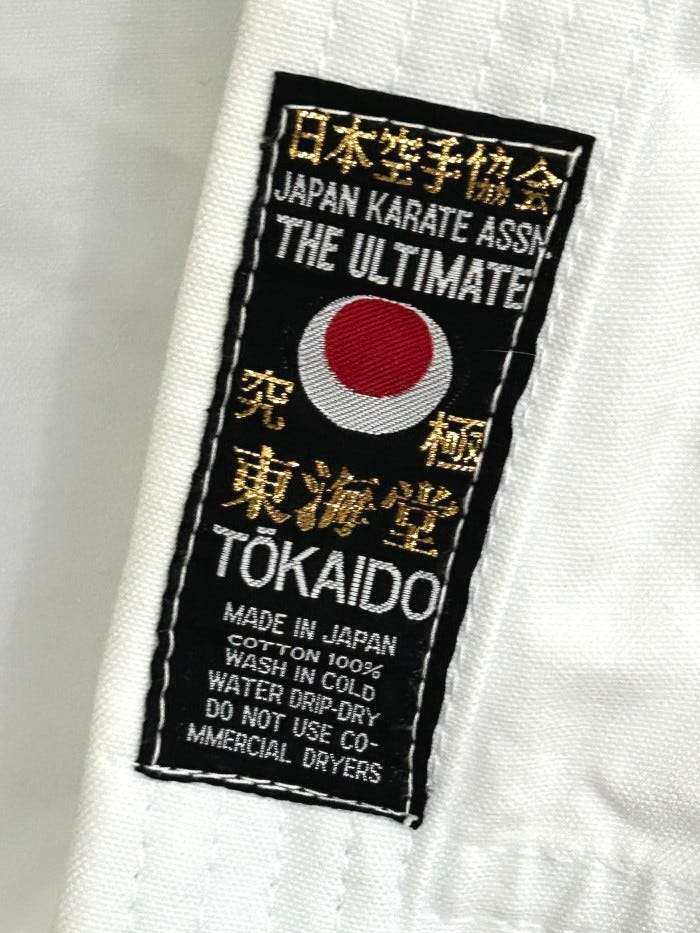 日本空手協会
JAPAN KARATE ASSN.
THE ULTIMATE
究 極
東海堂
TŌKAIDO
MADE IN JAPAN
COTTON 100%
WASH IN COLD
WATER DRIP-DRY
DO NOT USE CO-
MMERCIAL DRYERS